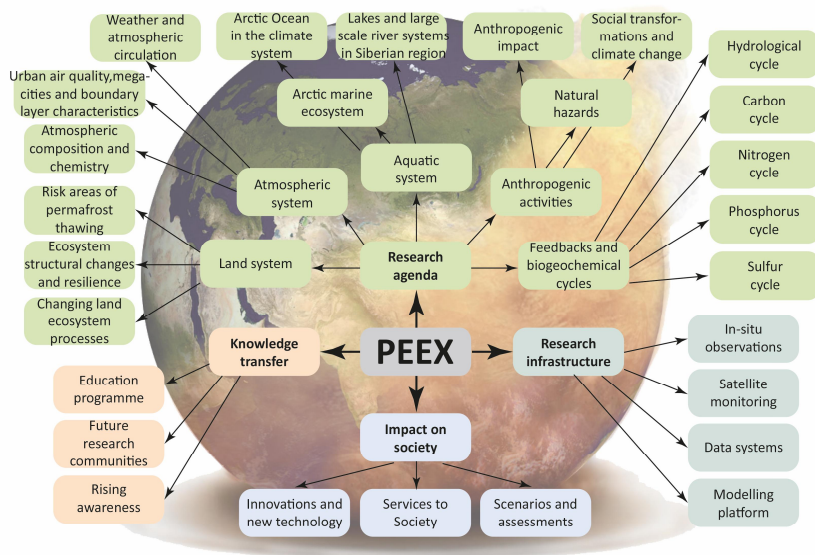 Weather and
atmospheric
circulation
Arctic Ocean
in the climate
system
Lakes and large
scale river systems
in Siberian region
Anthropogenic
impact
Social transfor-
mations and
climate change
Hydrological
cycle
Urban air quality,mega-
cities and boundary
layer characteristics
Arctic marine
ecosystem
Natural
hazards
Carbon
cycle
Atmospheric
composition and
chemistry
Atmospheric
system
Aquatic
system
Anthropogenic
activities
Nitrogen
cycle
Risk areas of
permafrost
thawing
Phosphorus
cycle
Ecosystem
structural changes
and resilience
Land system
Research
agenda
Feedbacks and
biogeochemical
cycles
Sulfur
cycle
Changing land
ecosystem
processes
Knowledge
transfer
PEEX
Research
infrastructure
In-situ
observations
Education
programme
Satellite
monitoring
Future
research
communities
Impact on
society
Data systems
Rising
awareness
Innovations and
new technology
Services to
Society
Scenarios and
assessments
Modelling
platform